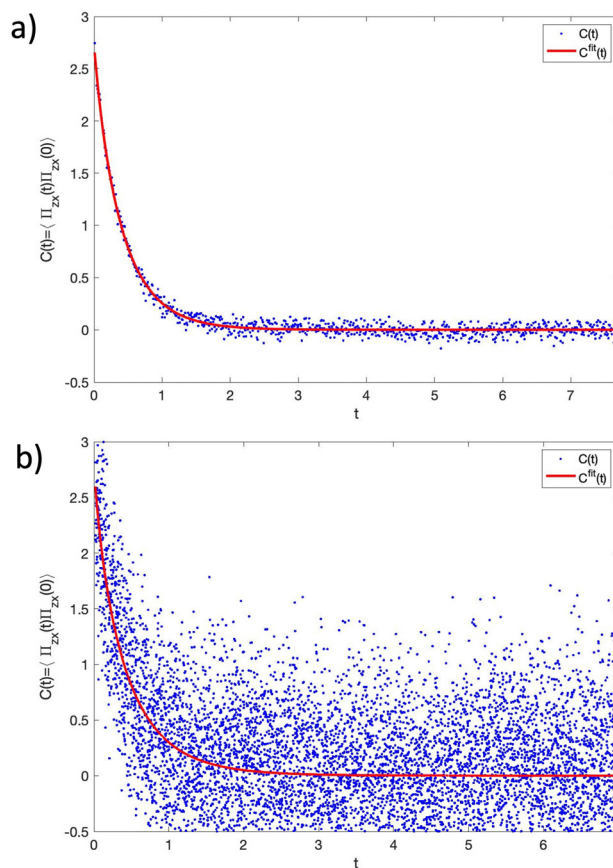 a)
3
2.5
2
1.5
1
0.5
0
-0.5
C(t)=⟨ Π_zx(t)Π_zx(0)⟩
0 1 2 3 4 5 6 7
t
C(t)
C^fit(t)
b)
3
2.5
2
1.5
1
0.5
0
-0.5
C(t)=⟨ Π_zx(t)Π_zx(0)⟩
0 1 2 3 4 5 6
t
C(t)
C^fit(t)